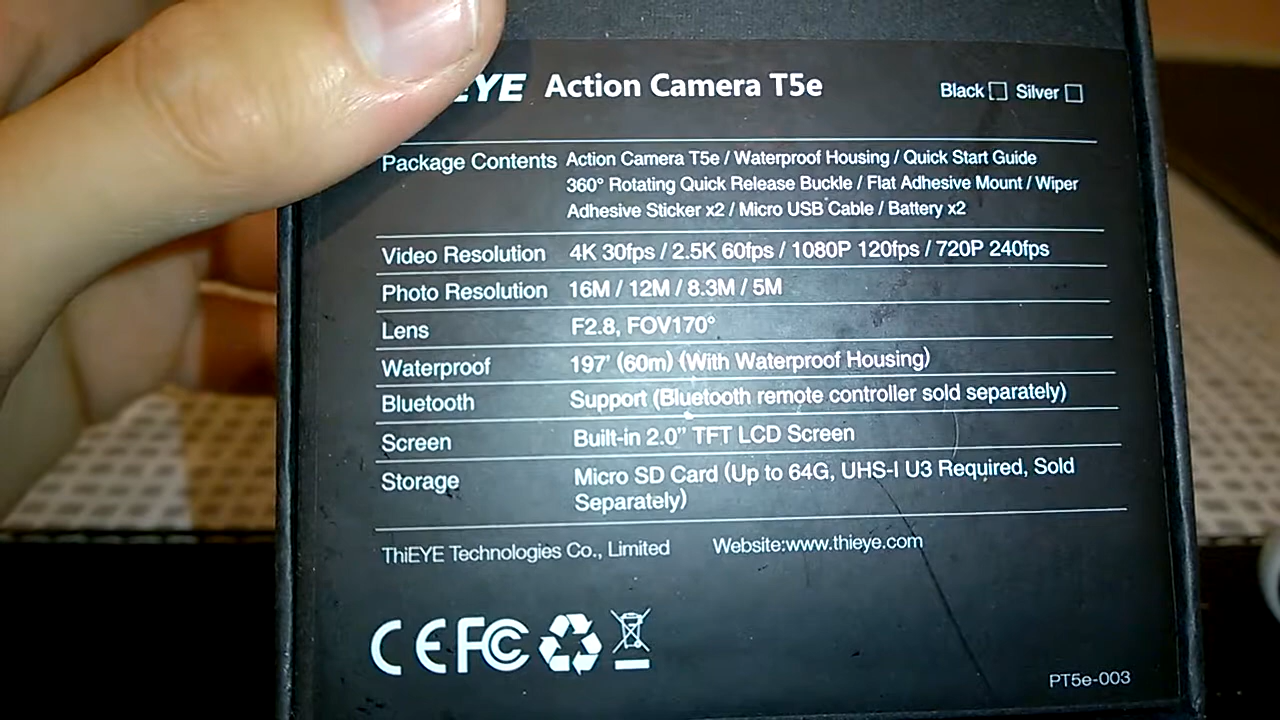 EYE Action Camera T5e Black Silver
Package Contents Action Camera T5e / Waterproof Housing / Quick Start Guide
360° Rotating Quick Release Buckle / Flat Adhesive Mount / Wiper
Adhesive Sticker x2 / Micro USB Cable / Battery x2
Video Resolution 4K 30fps / 2.5K 60fps / 1080P 120fps / 720P 240fps
Photo Resolution 16M / 12M / 8.3M / 5M
Lens F2.8, FOV170°
Waterproof 197' (60m) (With Waterproof Housing)
Bluetooth Support (Bluetooth remote controller sold separately)
Screen Built-in 2.0” TFT LCD Screen
Storage Micro SD Card (Up to 64G, UHS-I U3 Required, Sold
Separately)
ThiEYE Technologies Co., Limited Website:www.thieye.com
CE FC
PT5e-003